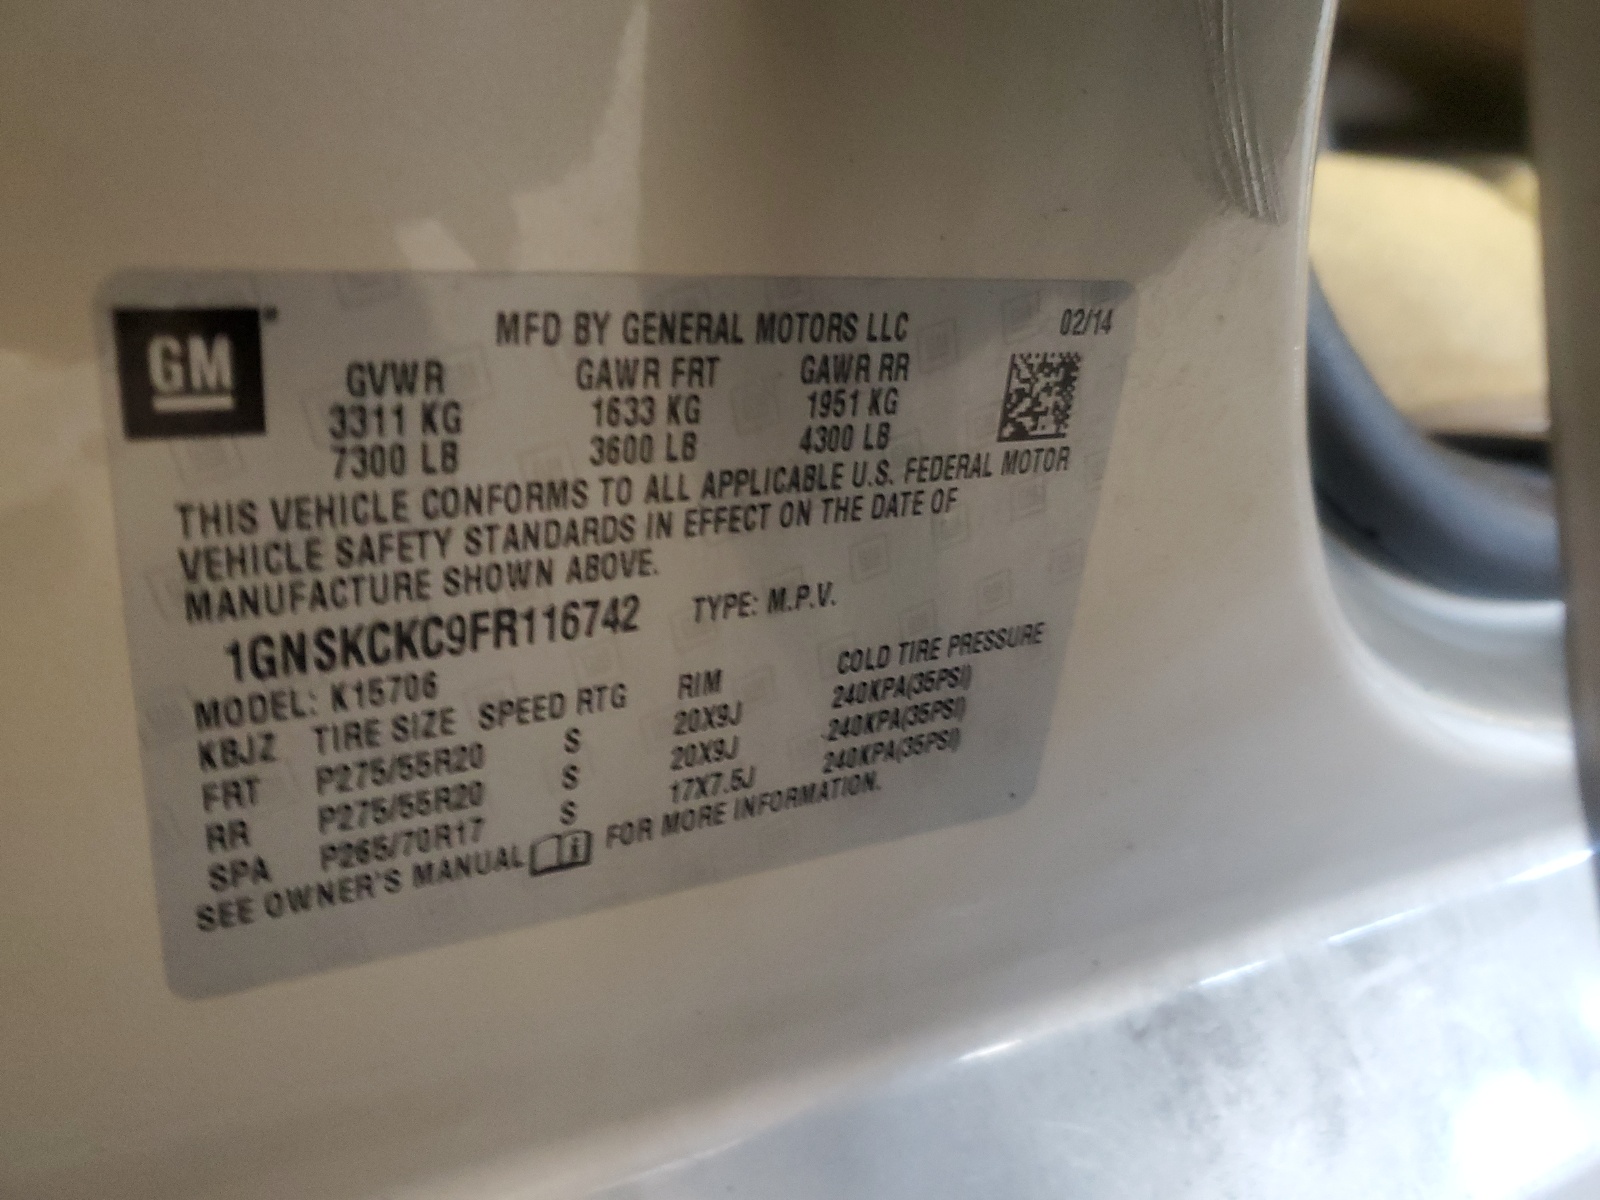 GM
MFD BY GENERAL MOTORS LLC 02/14
GVWR GAWR FRT GAWR RR
3311 KG 1633 KG 1951 KG
7300 LB 3600 LB 4300 LB
THIS VEHICLE CONFORMS TO ALL APPLICABLE U.S. FEDERAL MOTOR
VEHICLE SAFETY STANDARDS IN EFFECT ON THE DATE OF
MANUFACTURE SHOWN ABOVE.
1GNSKCKC9FR116742 TYPE: M.P.V.
MODEL: K15706
KBJZ TIRE SIZE SPEED RTG RIM COLD TIRE PRESSURE
FRT P275/55R20 S 20X9J 240KPA(35PSI)
RR P275/55R20 S 20X9J 240KPA(35PSI)
SPA P265/70R17 S 17X7.5J 240KPA(35PSI)
SEE OWNER'S MANUAL FOR MORE INFORMATION.